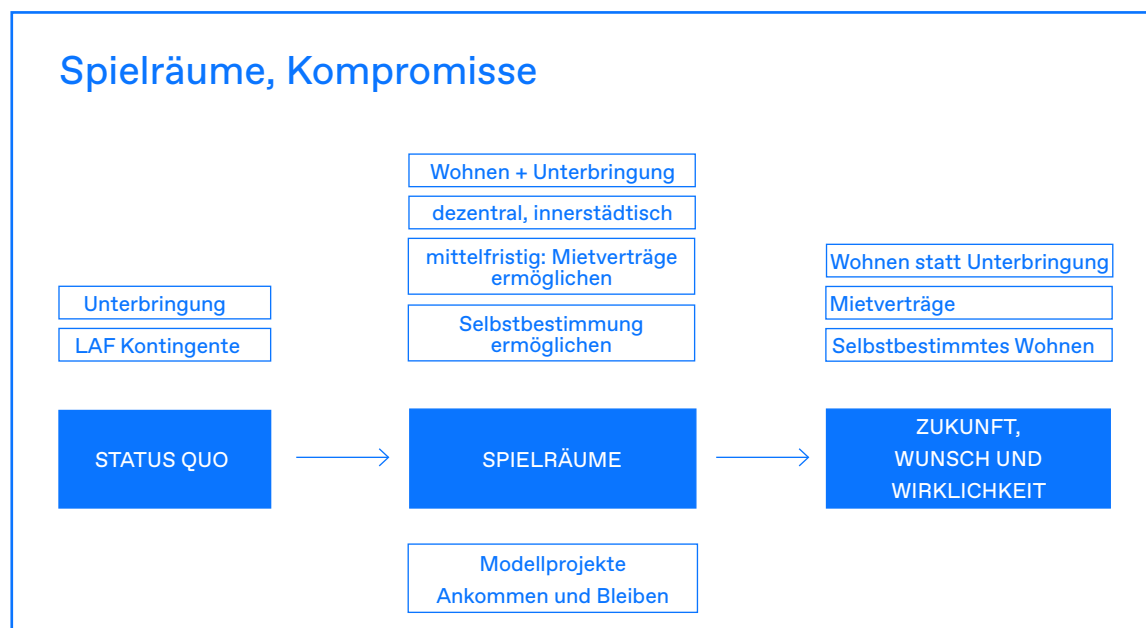 Spielräume, Kompromisse
Unterbringung
LAF Kontingente
STATUS QUO
Wohnen + Unterbringung
dezentral, innerstädtisch
mittelfristig: Mietverträge
ermöglichen
Selbstbestimmung
ermöglichen
SPIELRÄUME
Modellprojekte
Ankommen und Bleiben
Wohnen statt Unterbringung
Mietverträge
Selbstbestimmtes Wohnen
ZUKUNFT,
WUNSCH UND
WIRKLICHKEIT